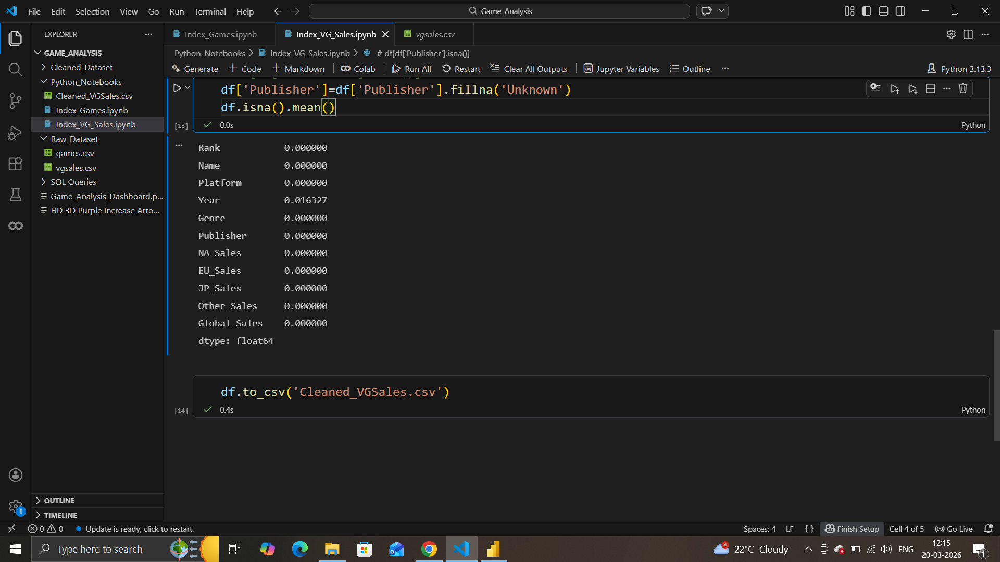 File Edit Selection View Go Run Terminal Help
Game_Analysis
EXPLORER
GAME_ANALYSIS
Cleaned_Dataset
Python_Notebooks
Cleaned_VGSales.csv
Index_Games.ipynb
Index_VG_Sales.ipynb
Raw_Dataset
games.csv
vgsales.csv
SQL Queries
Game_Analysis_Dashboard.p...
HD 3D Purple Increase Arro...
OUTLINE
TIMELINE
Index_Games.ipynb
Index_VG_Sales.ipynb
vgsales.csv
Python_Notebooks > Index_VG_Sales.ipynb > # df[df['Publisher'].isna()]
Generate + Code + Markdown Colab Run All Restart Clear All Outputs Jupyter Variables Outline ... Python 3.13.3
df['Publisher']=df['Publisher'].fillna('Unknown')
df.isna().mean()
[13] 0.0s Python
Rank 0.000000
Name 0.000000
Platform 0.000000
Year 0.016327
Genre 0.000000
Publisher 0.000000
NA_Sales 0.000000
EU_Sales 0.000000
JP_Sales 0.000000
Other_Sales 0.000000
Global_Sales 0.000000
dtype: float64
df.to_csv('Cleaned_VGSales.csv')
[14] 0.4s Python
1
0 0 Update is ready, click to restart. Spaces: 4 LF { } Finish Setup Cell 4 of 5 Go Live
Type here to search
4 22°C Cloudy ENG
12:15
20-03-2026
1